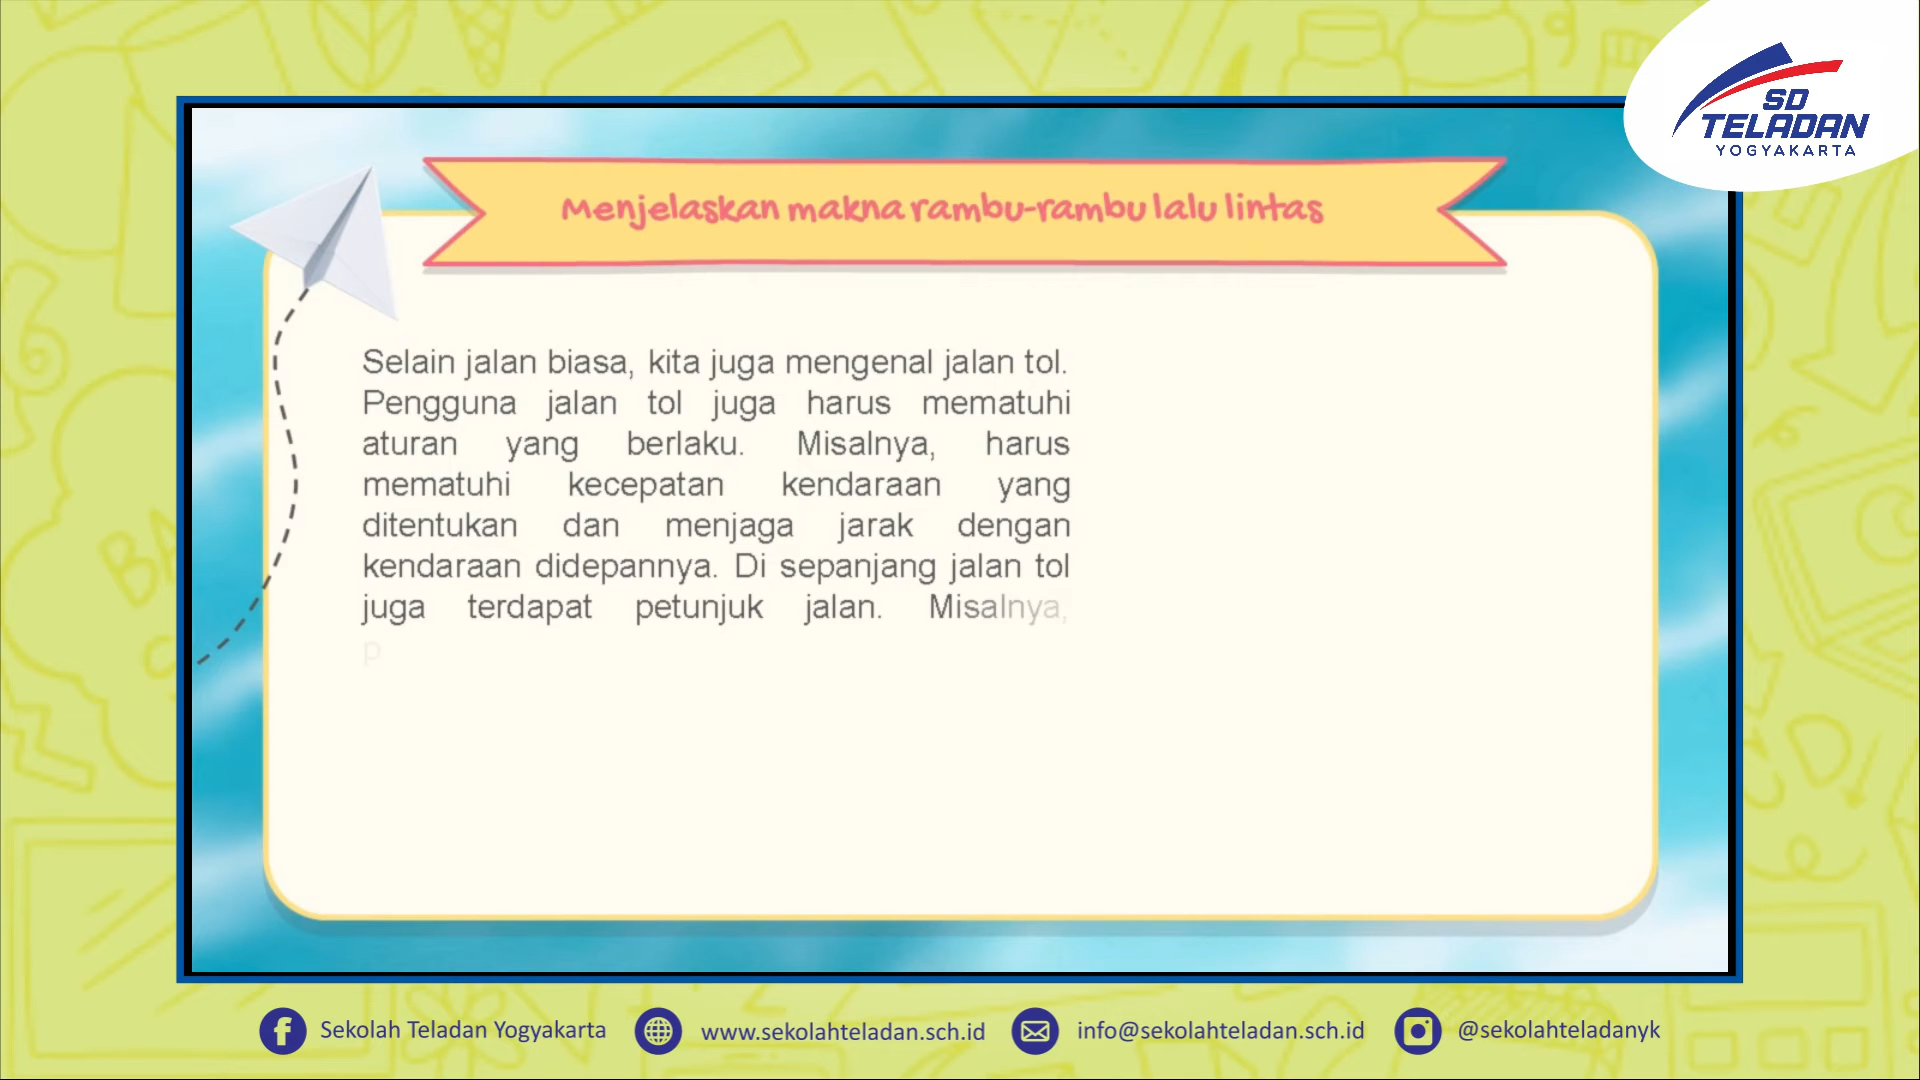 SD
TELADAN
YOGYAKARTA
Menjelaskan makna rambu-rambu lalu lintas
Selain jalan biasa, kita juga mengenal jalan tol.
Pengguna jalan tol juga harus mematuhi
aturan yang berlaku. Misalnya, harus
mematuhi kecepatan kendaraan yang
ditentukan dan menjaga jarak dengan
kendaraan didepannya. Di sepanjang jalan tol
juga terdapat petunjuk jalan. Misalnya,
p
Sekolah Teladan Yogyakarta
www.sekolahteladan.sch.id
info@sekolahteladan.sch.id
@sekolahteladanyk